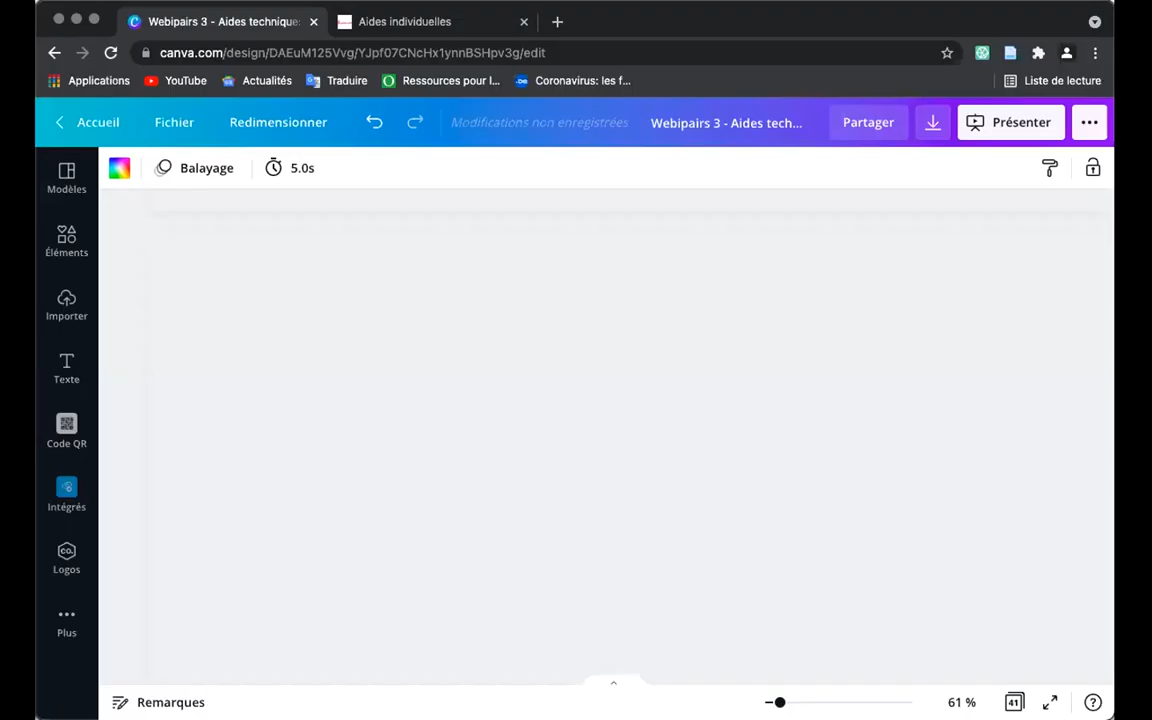 Webipairs 3 - Aides technique
Aides individuelles
canva.com/design/DAEuM125Vvg/YJpf07CNcHx1ynnBSHpv3g/edit
Applications
YouTube
Actualités
Traduire
Ressources pour l...
Coronavirus: les f...
Liste de lecture
Accueil
Fichier
Redimensionner
Modifications non enregistrées
Webipairs 3 - Aides tech...
Partager
Présenter
Balayage
5.0s
Modèles
Éléments
Importer
Texte
Code QR
Intégrés
CO.
Logos
Plus
Remarques
61 %
41